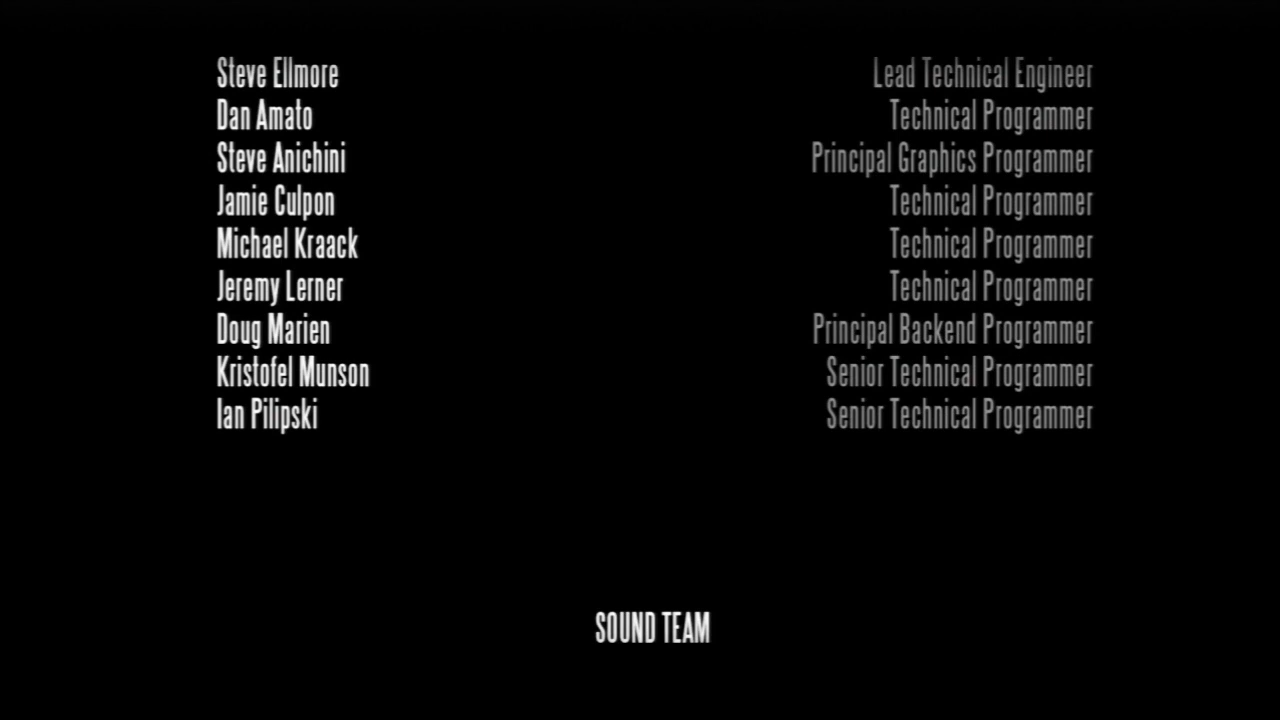 Steve Ellmore Lead Technical Engineer
Dan Amato Technical Programmer
Steve Anichini Principal Graphics Programmer
Jamie Culpon Technical Programmer
Michael Kraack Technical Programmer
Jeremy Lerner Technical Programmer
Doug Marien Principal Backend Programmer
Kristofel Munson Senior Technical Programmer
Ian Pilipski Senior Technical Programmer
SOUND TEAM